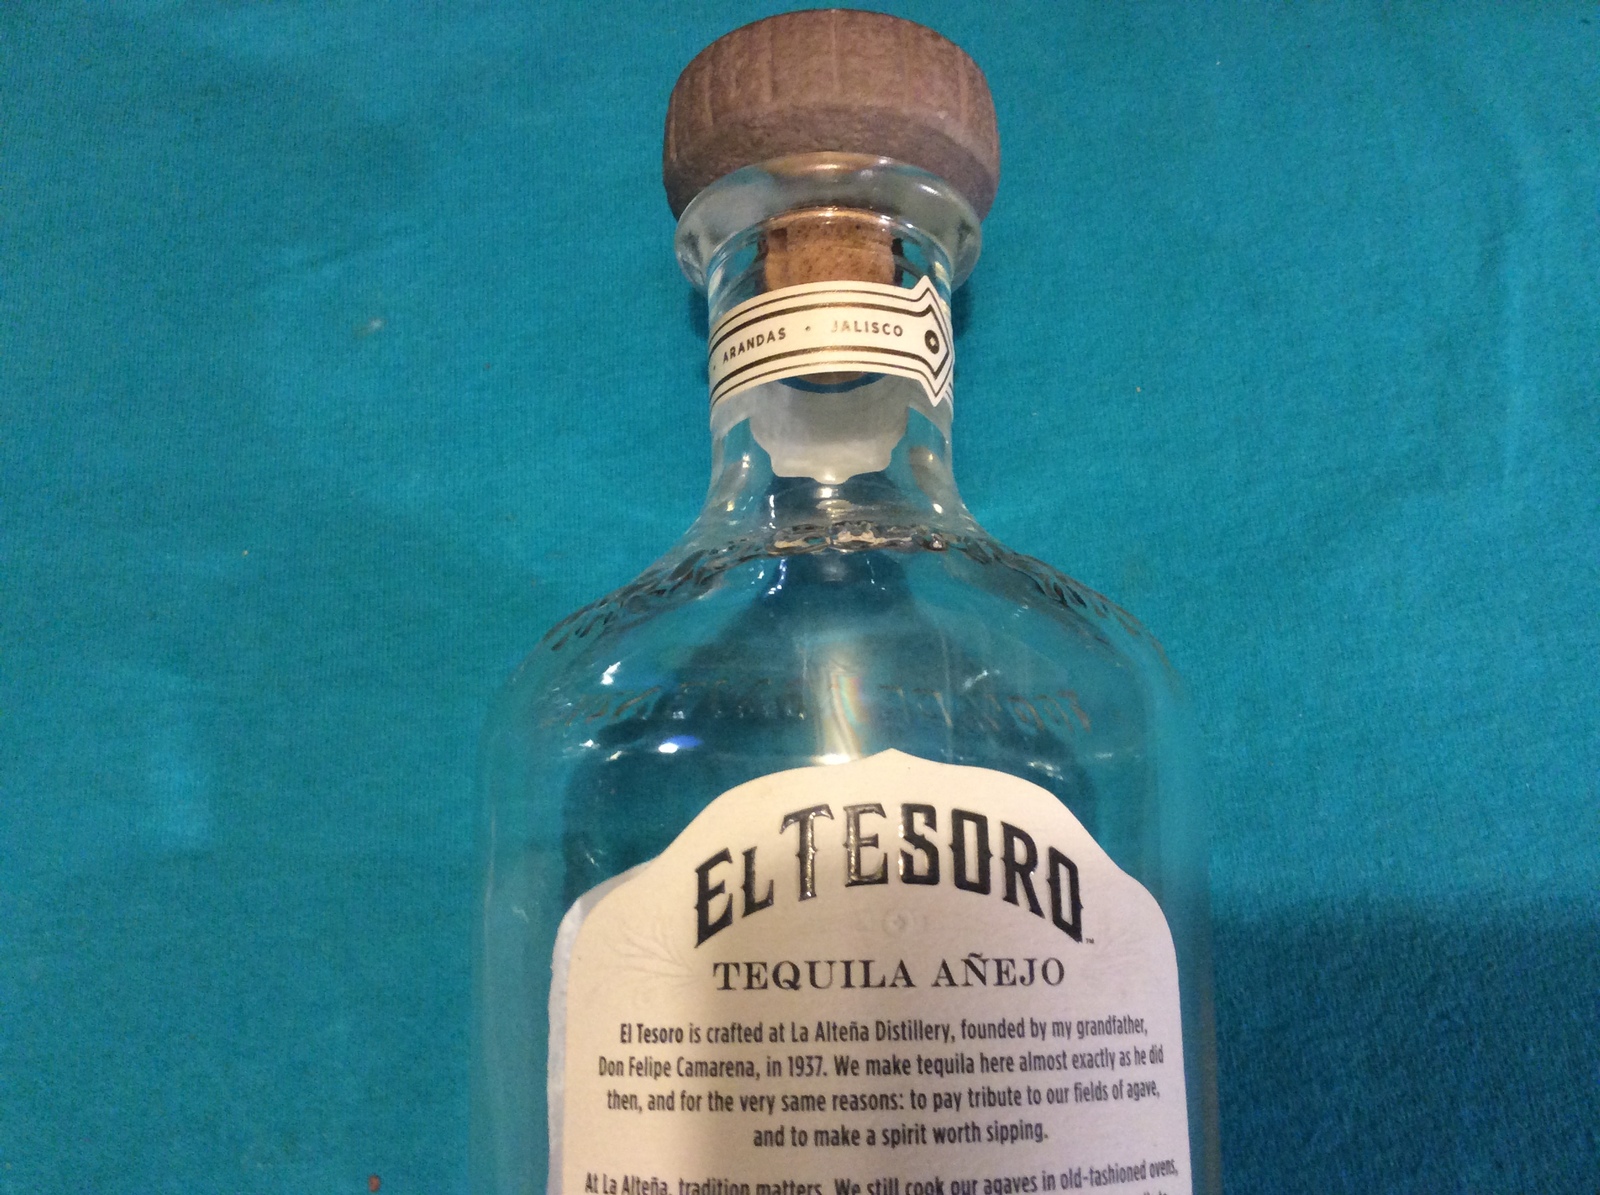 ARANDAS • JALISCO
EL TESORO™
TEQUILA AÑEJO
El Tesoro is crafted at La Alteña Distillery, founded by my grandfather,
Don Felipe Camarena, in 1937. We make tequila here almost exactly as he did
then, and for the very same reasons: to pay tribute to our fields of agave,
and to make a spirit worth sipping.
At La Alteña, tradition matters. We still cook our agaves in old-fashioned ovens,